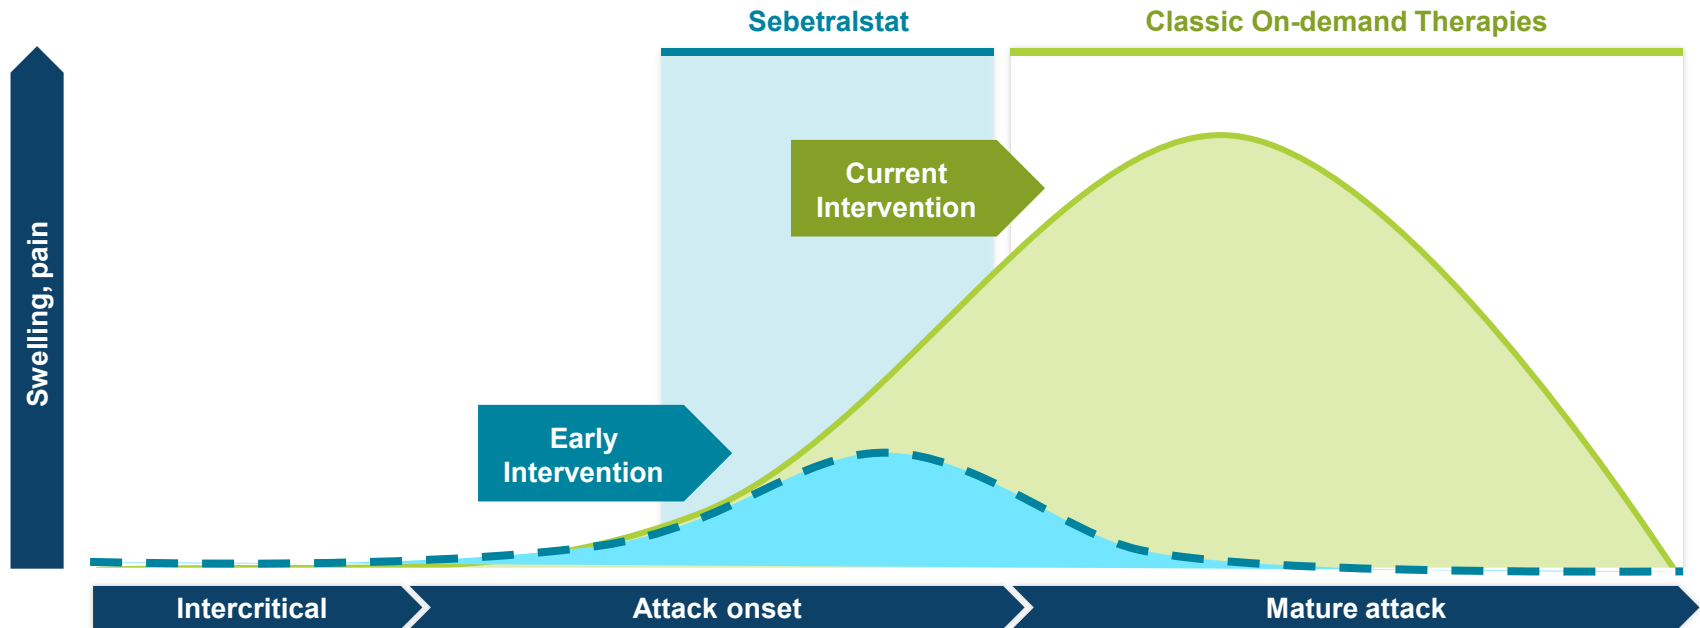 Sebetralstat
Classic On-demand Therapies
Current
Intervention
Swelling, pain
Early
Intervention
Intercritical
Attack onset
Mature attack